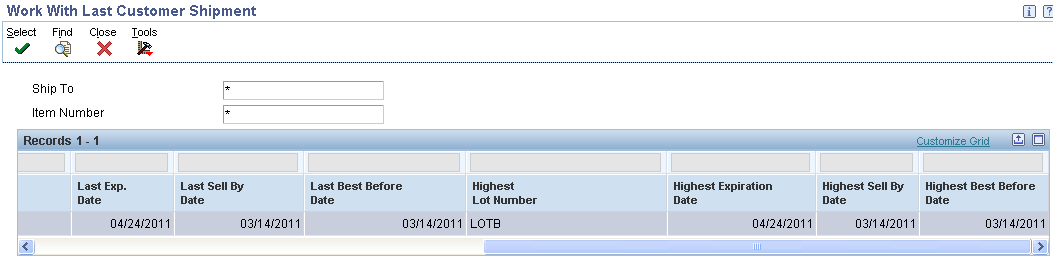 Work With Last Customer Shipment
i ?
Select Find Close Tools
Ship To *
Item Number *
Records 1 - 1 Customize Grid
Last Exp. Date Last Sell By Date Last Best Before Date Highest Lot Number Highest Expiration Date Highest Sell By Date Highest Best Before Date
04/24/2011 03/14/2011 03/14/2011 LOTB 04/24/2011 03/14/2011 03/14/2011